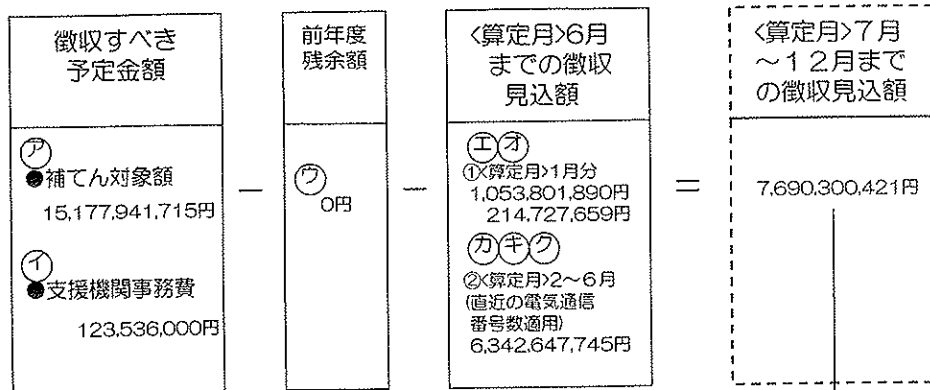 徴収すべき
予定金額
㋐
●補てん対象額
15,177,941,715円
㋑
●支援機関事務費
123,536,000円
－
前年度
残余額
㋒
0円
－
<算定月>6月
までの徴収
見込額
㋓㋔
①<算定月>1月分
1,053,801,890円
214,727,659円
㋕㋖㋗
②<算定月>2～6月
(直近の電気通信
番号数適用)
6,342,647,745円
＝
<算定月>７月
～１２月まで
の徴収見込額
7,690,300,421円